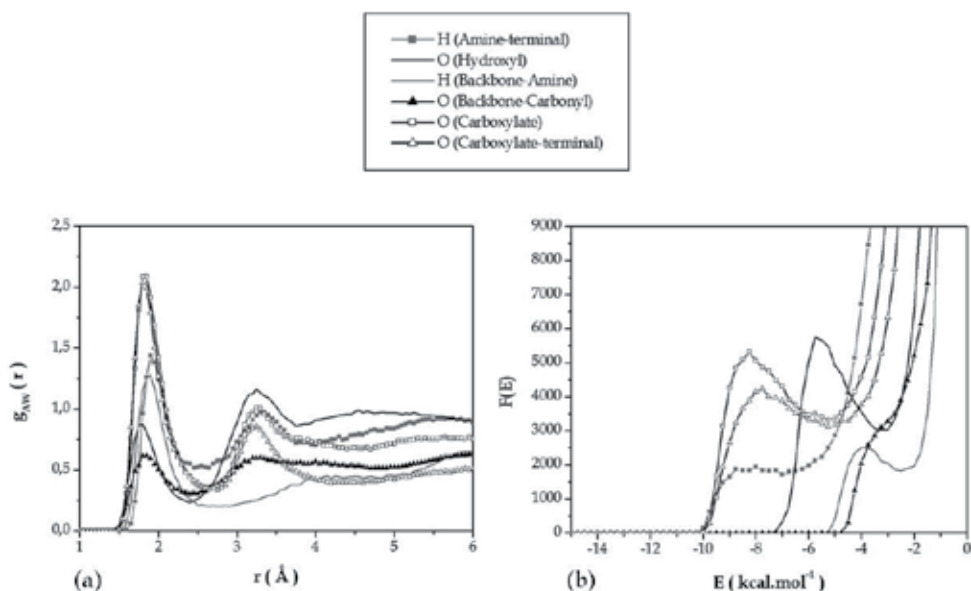 H (Amine-terminal)
O (Hydroxyl)
H (Backbone-Amine)
O (Backbone-Carbonyl)
O (Carboxylate)
O (Carboxylate-terminal)
2,5
2,0
1,5
1,0
0,5
0,0
g_AW (r)
1 2 3 4 5 6
(a) r ( Å )
9000
8000
7000
6000
5000
4000
3000
2000
1000
0
F(E)
-14 -12 -10 -8 -6 -4 -2 0
(b) E ( kcal.mol⁻¹ )